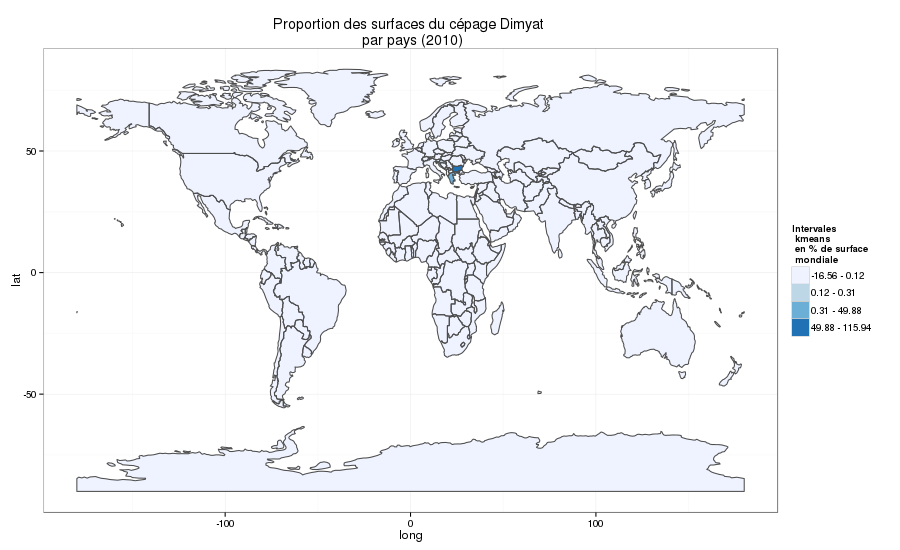 Proportion des surfaces du cépage Dimyat
par pays (2010)
50
0
-50
lat
-100
0
100
long
Intervales
kmeans
en % de surface
mondiale
-16.56 - 0.12
0.12 - 0.31
0.31 - 49.88
49.88 - 115.94